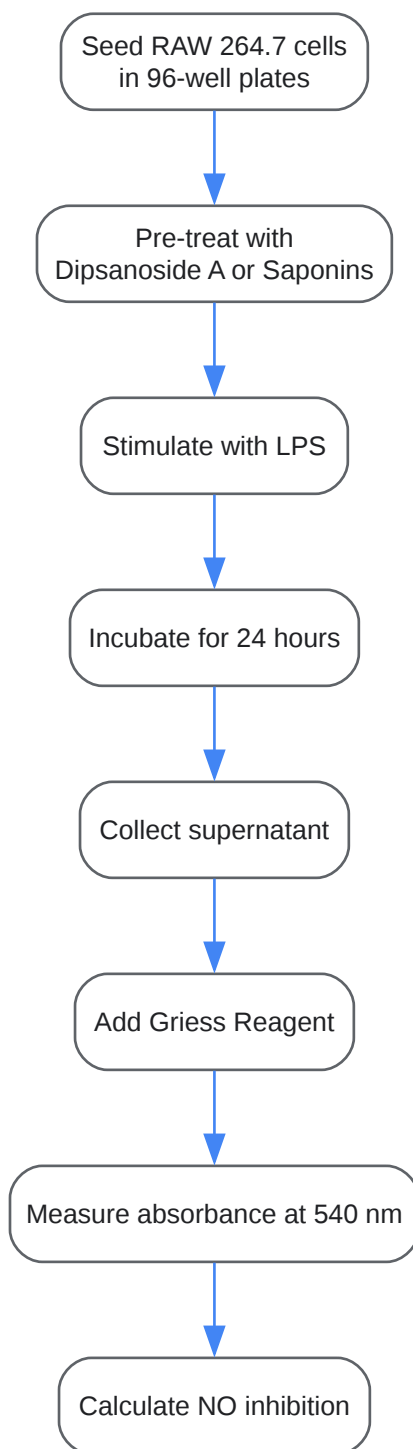 Seed RAW 264.7 cells
in 96-well plates
Pre-treat with
Dipsanoside A or Saponins
Stimulate with LPS
Incubate for 24 hours
Collect supernatant
Add Griess Reagent
Measure absorbance at 540 nm
Calculate NO inhibition